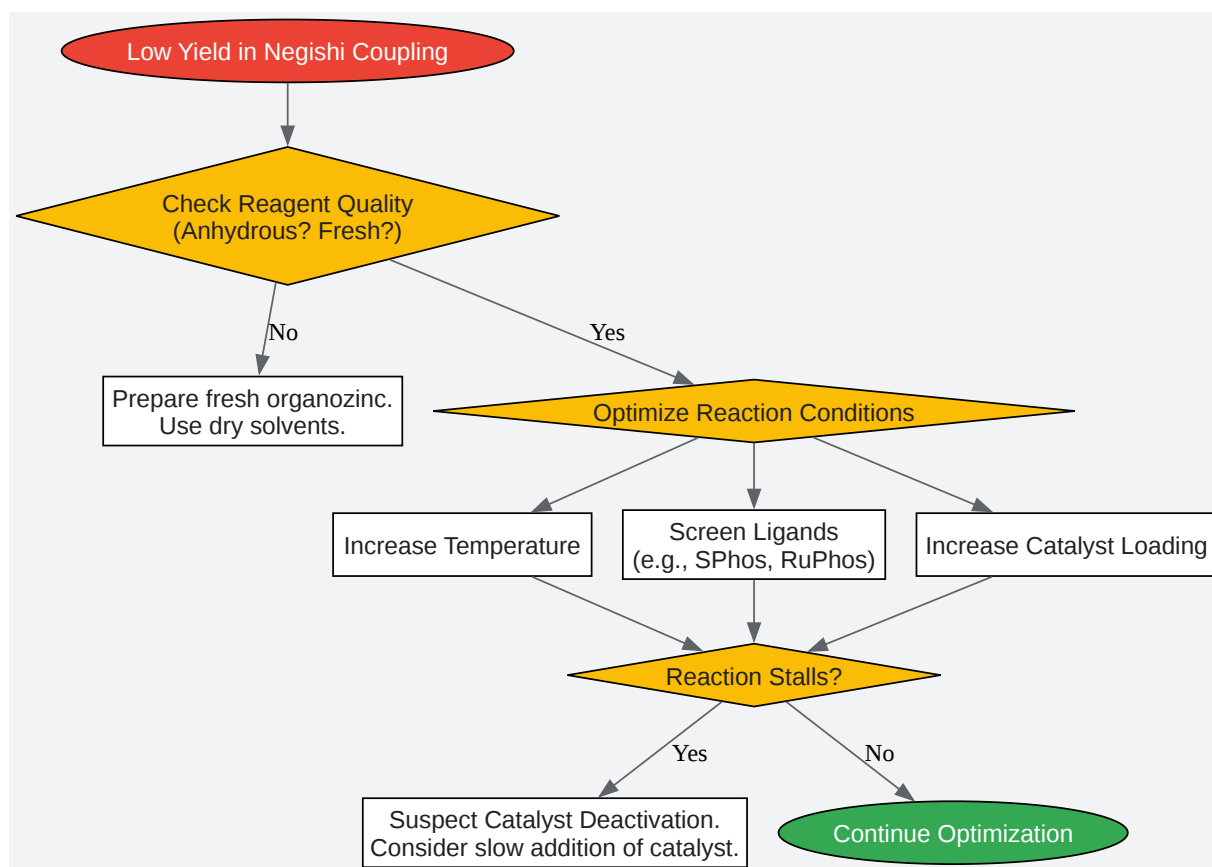 Low Yield in Negishi Coupling
Check Reagent Quality
(Anhydrous? Fresh?)
No
Yes
Prepare fresh organozinc.
Use dry solvents.
Optimize Reaction Conditions
Increase Temperature
Screen Ligands
(e.g., SPhos, RuPhos)
Increase Catalyst Loading
Reaction Stalls?
Yes
No
Suspect Catalyst Deactivation.
Consider slow addition of catalyst.
Continue Optimization